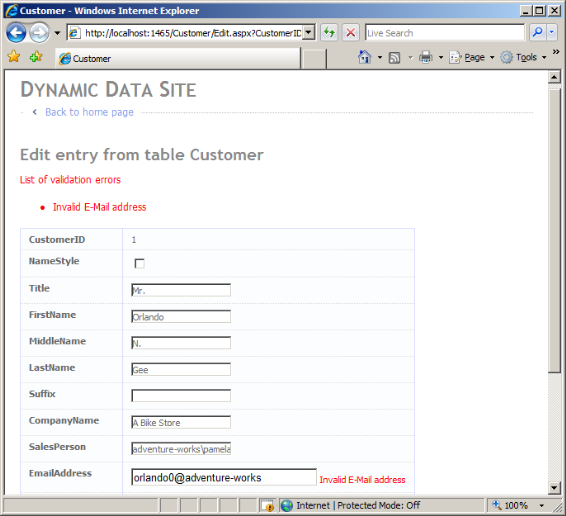 Customer - Windows Internet Explorer
http://localhost:1465/Customer/Edit.aspx?CustomerID
Live Search
Customer
Page
Tools
DYNAMIC DATA SITE
Back to home page
Edit entry from table Customer
List of validation errors
Invalid E-Mail address
CustomerID 1
NameStyle
Title Mr.
FirstName Orlando
MiddleName N.
LastName Gee
Suffix
CompanyName A Bike Store
SalesPerson adventure-works\pamela
EmailAddress orlando0@adventure-works Invalid E-Mail address
Internet | Protected Mode: Off 100%